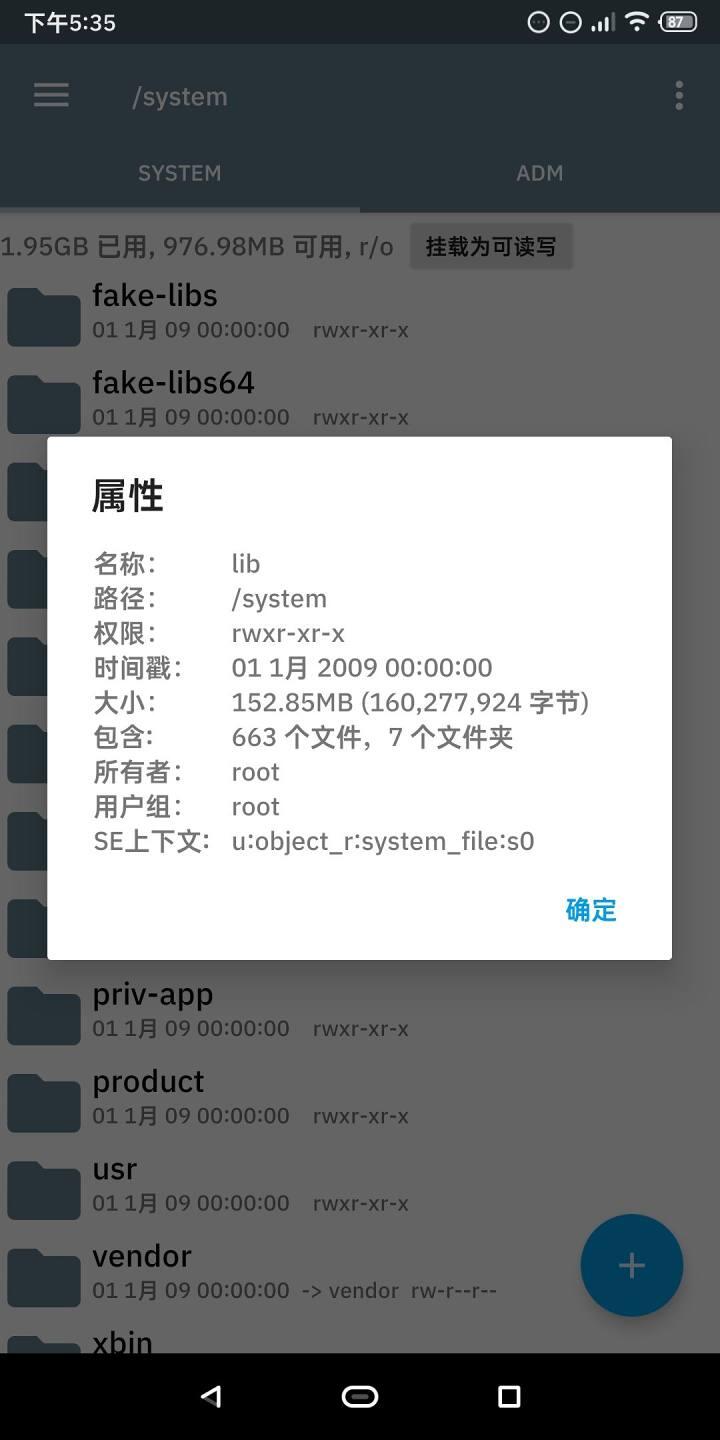 下午5:35
87
/system
SYSTEM
ADM
1.95GB 已用, 976.98MB 可用, r/o
挂载为可读写
fake-libs
01 1月 09 00:00:00 rwxr-xr-x
fake-libs64
01 1月 09 00:00:00 rwxr-xr-x
属性
名称： lib
路径： /system
权限： rwxr-xr-x
时间戳： 01 1月 2009 00:00:00
大小： 152.85MB (160,277,924 字节)
包含: 663 个文件，7 个文件夹
所有者： root
用户组： root
SE上下文: u:object_r:system_file:s0
确定
priv-app
01 1月 09 00:00:00 rwxr-xr-x
product
01 1月 09 00:00:00 rwxr-xr-x
usr
01 1月 09 00:00:00 rwxr-xr-x
vendor
01 1月 09 00:00:00 -> vendor rw-r--r--
xbin